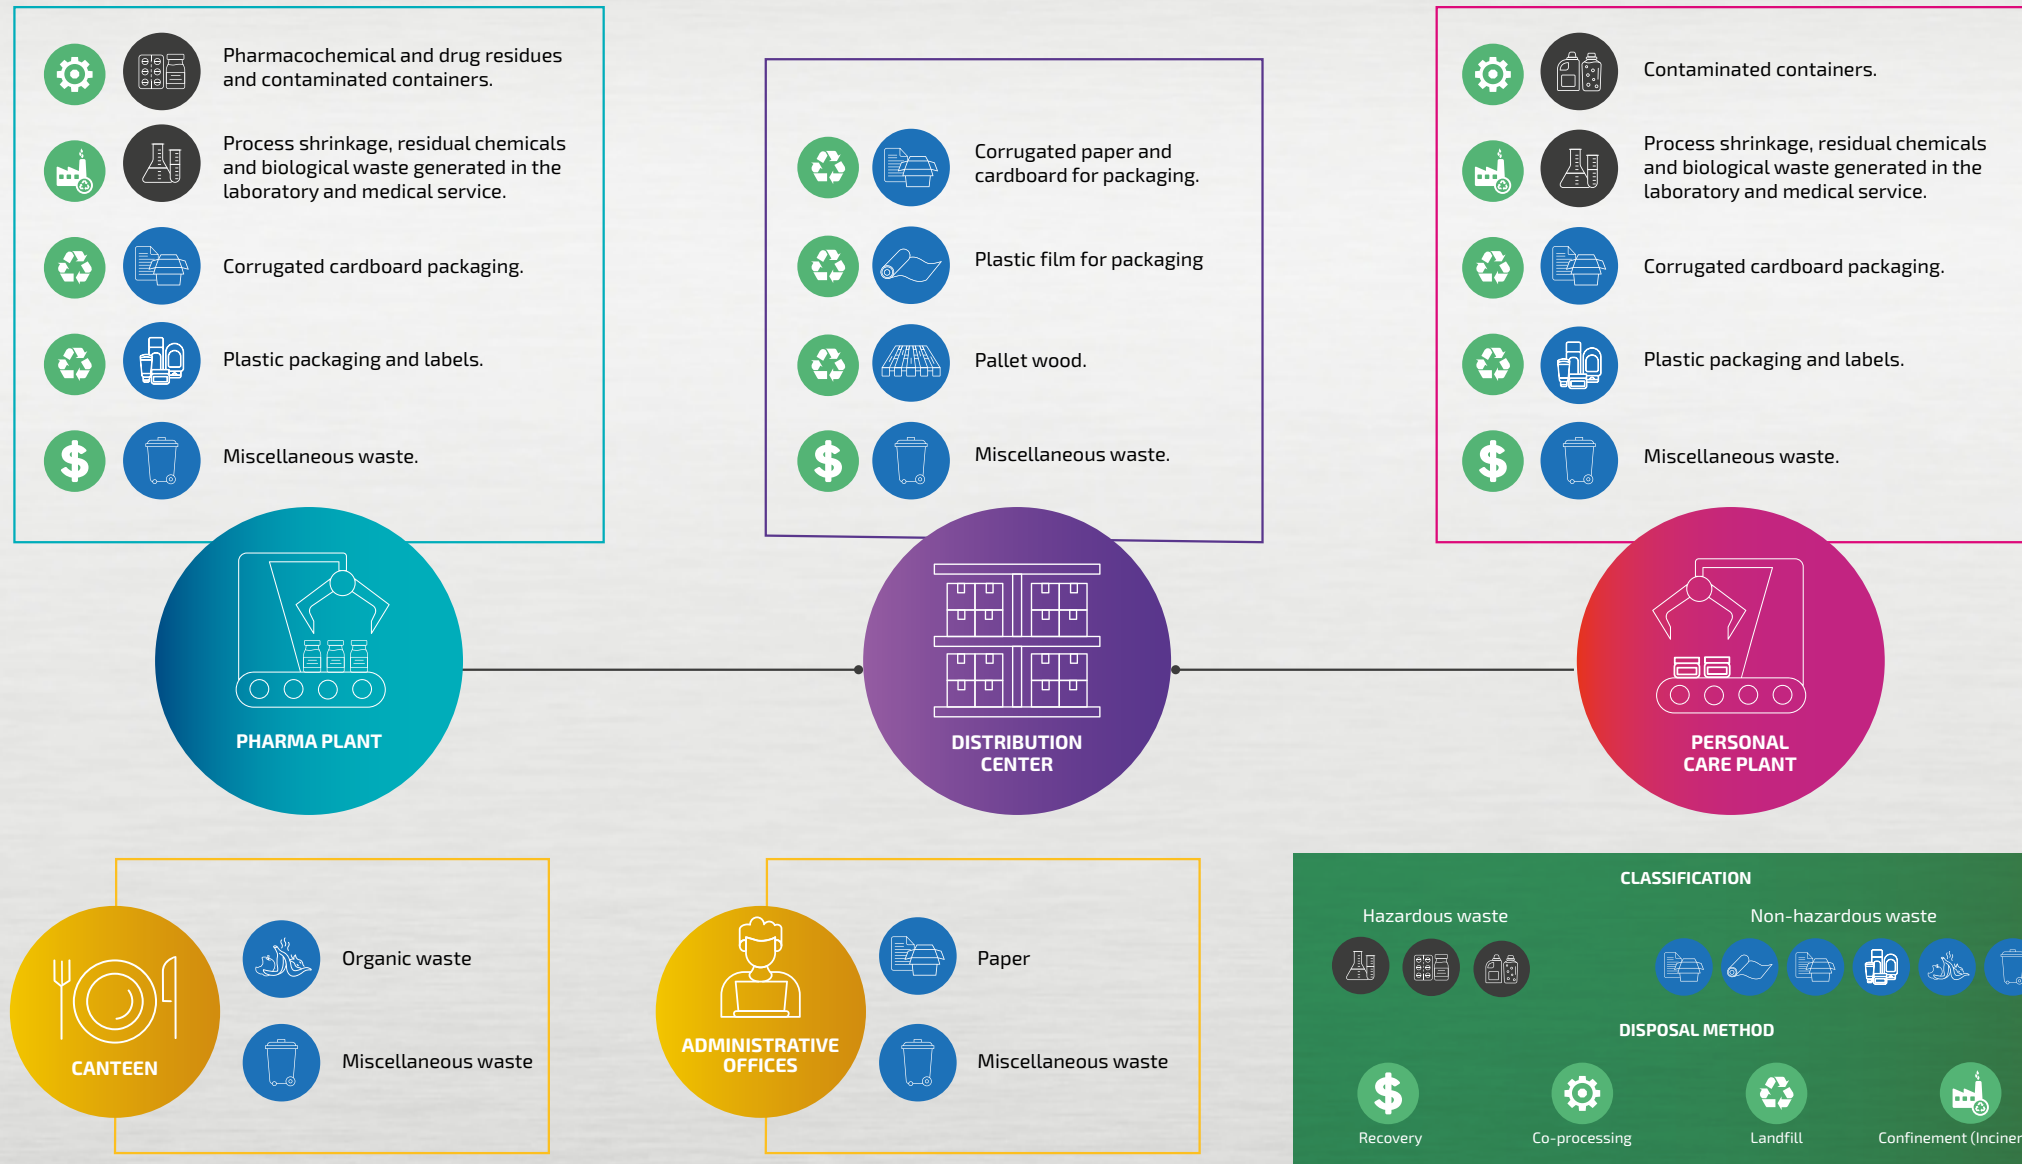 Pharmacochemical and drug residues
and contaminated containers.
Process shrinkage, residual chemicals
and biological waste generated in the
laboratory and medical service.
Corrugated cardboard packaging.
Plastic packaging and labels.
Miscellaneous waste.
PHARMA PLANT
Corrugated paper and
cardboard for packaging.
Plastic film for packaging
Pallet wood.
Miscellaneous waste.
DISTRIBUTION
CENTER
Contaminated containers.
Process shrinkage, residual chemicals
and biological waste generated in the
laboratory and medical service.
Corrugated cardboard packaging.
Plastic packaging and labels.
Miscellaneous waste.
PERSONAL
CARE PLANT
CANTEEN
Organic waste
Miscellaneous waste
ADMINISTRATIVE
OFFICES
Paper
Miscellaneous waste
CLASSIFICATION
Hazardous waste
Non-hazardous waste
DISPOSAL METHOD
Recovery
Co-processing
Landfill
Confinement (Inciner